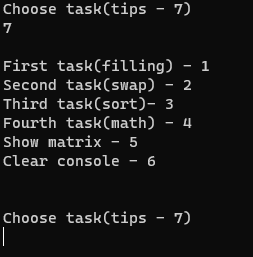 Choose task(tips - 7)
7
First task(filling) - 1
Second task(swap) - 2
Third task(sort)- 3
Fourth task(math) - 4
Show matrix - 5
Clear console - 6
Choose task(tips - 7)